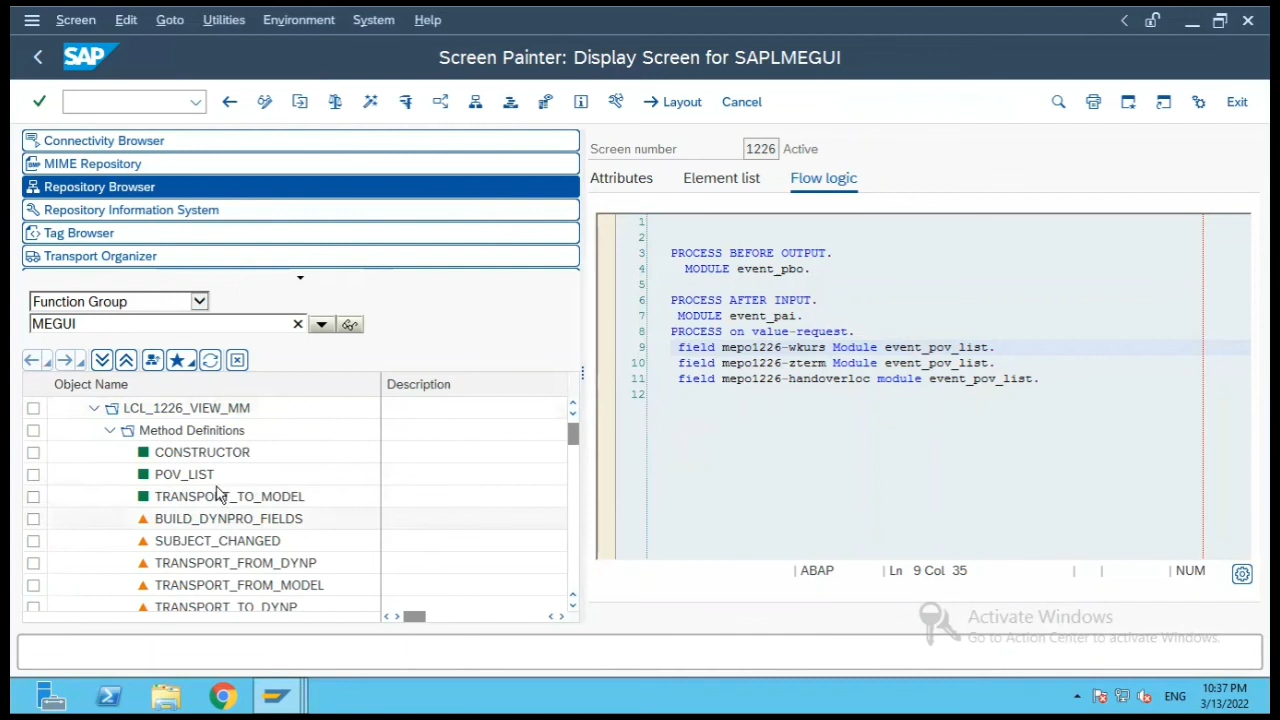 Screen Edit Goto Utilities Environment System Help
SAP Screen Painter: Display Screen for SAPLMEGUI
Layout Cancel Exit
Connectivity Browser
MIME Repository
Repository Browser
Repository Information System
Tag Browser
Transport Organizer
Function Group
MEGUI
Object Name Description
LCL_1226_VIEW_MM
Method Definitions
CONSTRUCTOR
POV_LIST
TRANSPORT_TO_MODEL
BUILD_DYNPRO_FIELDS
SUBJECT_CHANGED
TRANSPORT_FROM_DYNP
TRANSPORT_FROM_MODEL
TRANSPORT_TO_DYNP
Screen number 1226 Active
Attributes Element list Flow logic
1
2
3 PROCESS BEFORE OUTPUT.
4 MODULE event_pbo.
5
6 PROCESS AFTER INPUT.
7 MODULE event_pai.
8 PROCESS on value-request.
9 field mepo1226-wkurs Module event_pov_list.
10 field mepo1226-zterm Module event_pov_list.
11 field mepo1226-handoverloc module event_pov_list.
12
ABAP Ln 9 Col 35 NUM
Activate Windows
Go to Action Center to activate Windows.
ENG 10:37 PM
3/13/2022